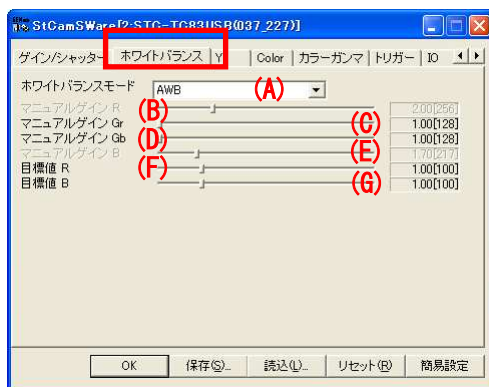 StCamSWare[2:STC-TC83USB(037_227)]
ゲイン/シャッター ホワイトバランス Y Color カラーガンマ トリガー IO
ホワイトバランスモード AWB (A)
マニュアルゲイン R (B) 2.00[256]
マニュアルゲイン Gr (C) 1.00[128]
マニュアルゲイン Gb (D) 1.00[128]
マニュアルゲイン B (E) 1.70[217]
目標値 R (F) 1.00[100]
目標値 B (G) 1.00[100]
OK 保存(S)... 読込(L)... リセット(R) 簡易設定